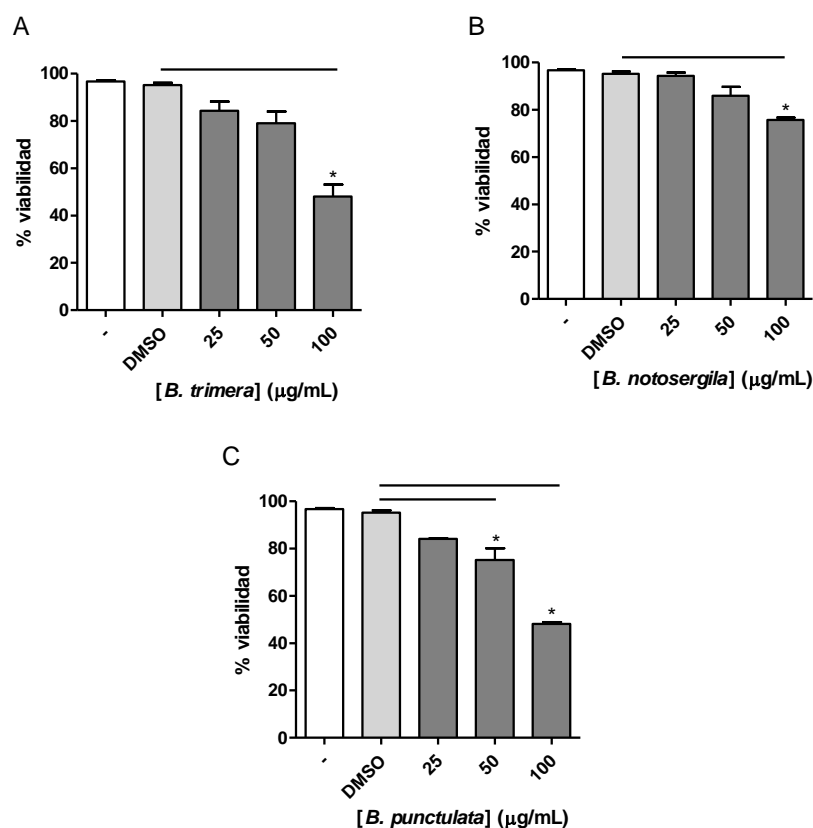 A
% viabilidad
100
80
60
40
20
0
*
-
DMSO
25
50
100
[B. trimera] (μg/mL)
B
% viabilidad
100
80
60
40
20
0
*
-
DMSO
25
50
100
[B. notosergila] (μg/mL)
C
% viabilidad
100
80
60
40
20
0
*
*
-
DMSO
25
50
100
[B. punctulata] (μg/mL)